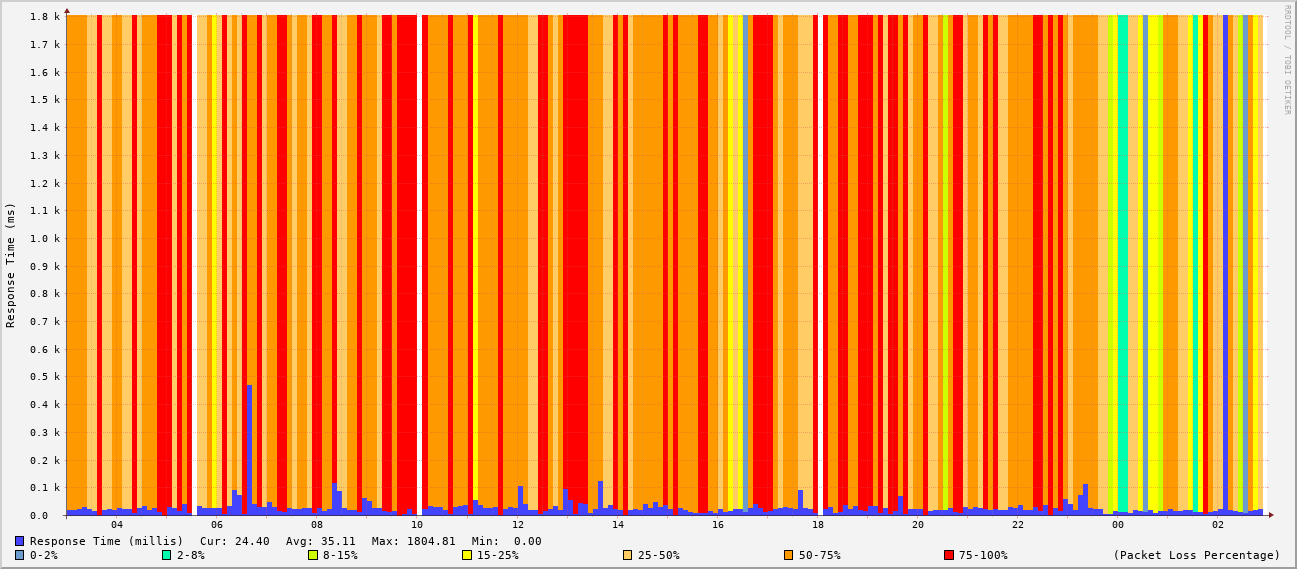 1.8 k
1.7 k
1.6 k
1.5 k
1.4 k
1.3 k
1.2 k
1.1 k
1.0 k
0.9 k
0.8 k
0.7 k
0.6 k
0.5 k
0.4 k
0.3 k
0.2 k
0.1 k
0.0
Response Time (ms)
RRDTOOL / TOBI OETIKER
04 06 08 10 12 14 16 18 20 22 00 02
Response Time (millis) Cur: 24.40 Avg: 35.11 Max: 1804.81 Min: 0.00
0-2% 2-8% 8-15% 15-25% 25-50% 50-75% 75-100% (Packet Loss Percentage)